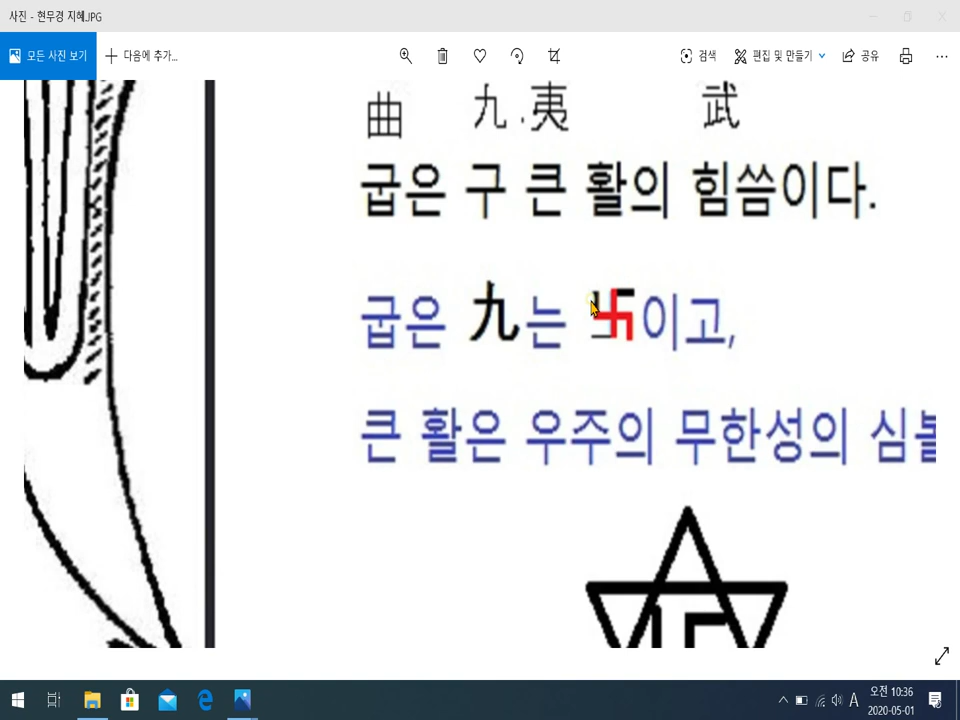 사진 - 현무경 지혜.JPG
모든 사진 보기 다음에 추가... 검색 편집 및 만들기 공유
曲 九.夷 武
굽은 구 큰 활의 힘씀이다.
굽은 九는 卐이고,
큰 활은 우주의 무한성의 심볼
A 오전 10:36
2020-05-01